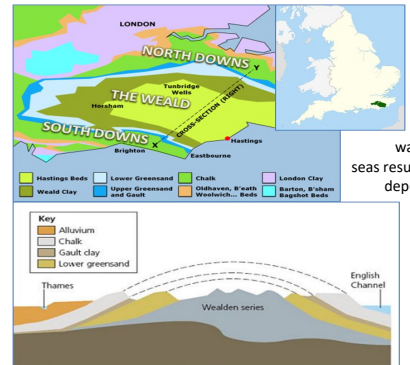 LONDON
NORTH DOWNS
Y
Tunbridge
Wells
THE WEALD
Horsham
CROSS-SECTION (RIGHT)
SOUTH DOWNS
X
Hastings
Brighton
Eastbourne
Hastings Beds
Lower Greensand
Chalk
London Clay
Weald Clay
Upper Greensand
and Gault
Oldhaven, B'eath
Woolwich... Beds
Barton, B'sham
Bagshot Beds
wa
seas resu
depo
Key
Alluvium
Chalk
Gault clay
Lower greensand
Thames
English
Channel
Wealden series